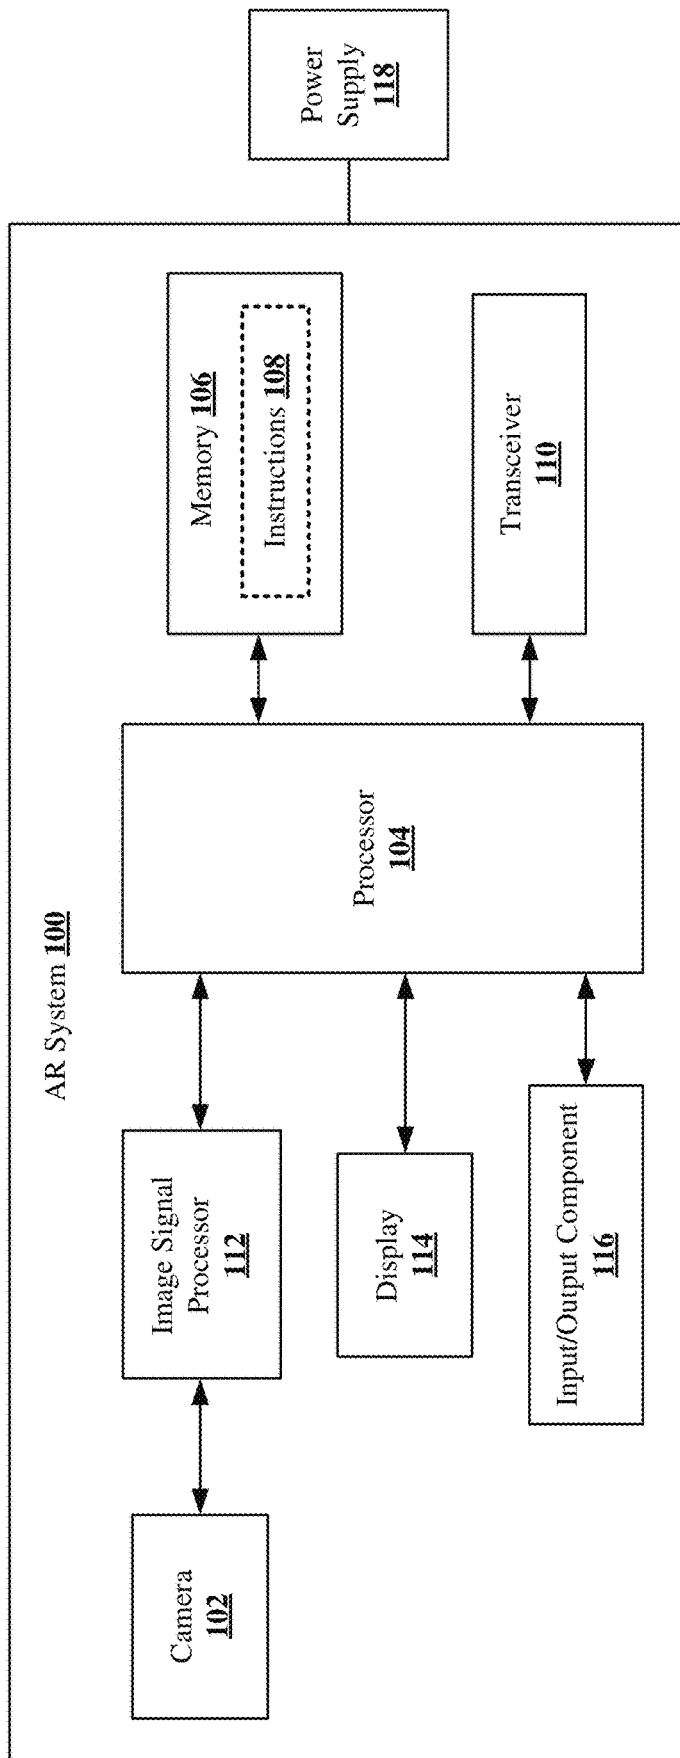 AR System 100
Camera
102
Image Signal
Processor
112
Display
114
Input/Output Component
116
Processor
104
Memory 106
Instructions 108
Transceiver
110
Power
Supply
118